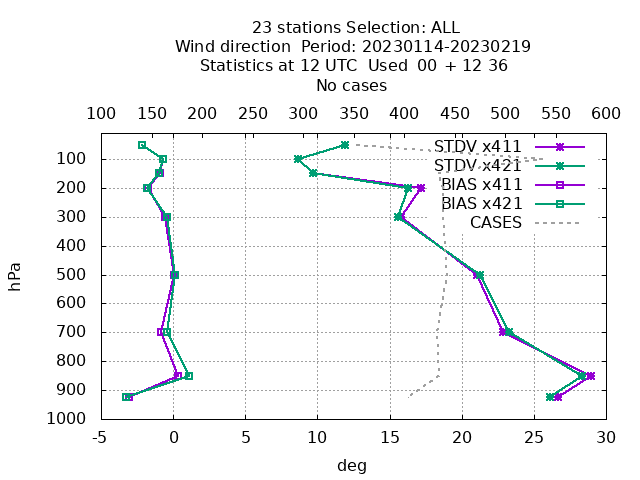 23 stations Selection: ALL
Wind direction  Period: 20230114-20230219
Statistics at 12 UTC  Used  00 + 12 36
No cases
100 150 200 250 300 350 400 450 500 550 600
STDV x411
STDV x421
BIAS x411
BIAS x421
CASES
100
200
300
400
500
600
700
800
900
1000
hPa
-5 0 5 10 15 20 25 30
deg